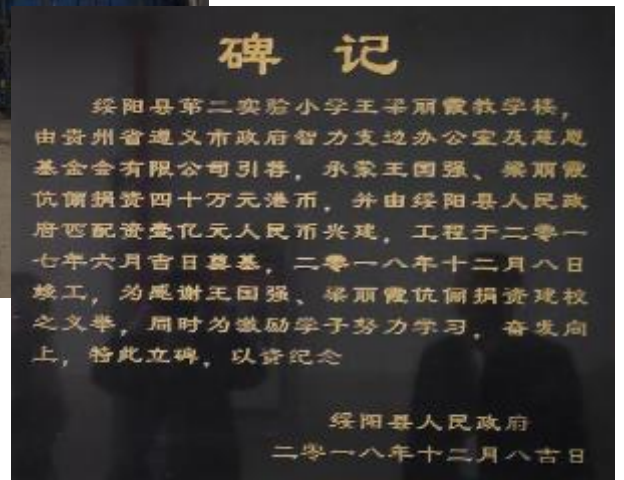 碑 记
绥阳县第二实验小学王梁丽霞教学楼，
由贵州省遵义市政府智力支边办公室及慈恩
基金会有限公司引荐，承蒙王国强、梁丽霞
伉俪捐资四十万元港币，并由绥阳县人民政
府匹配资壹亿元人民币兴建，工程于二零一
七年六月吉日奠基，二零一八年十二月八日
竣工，为感谢王国强、梁丽霞伉俪捐资建校
之义举，同时为激励学子努力学习，奋发向
上，特此立碑，以资纪念
绥阳县人民政府
二零一八年十二月八吉日